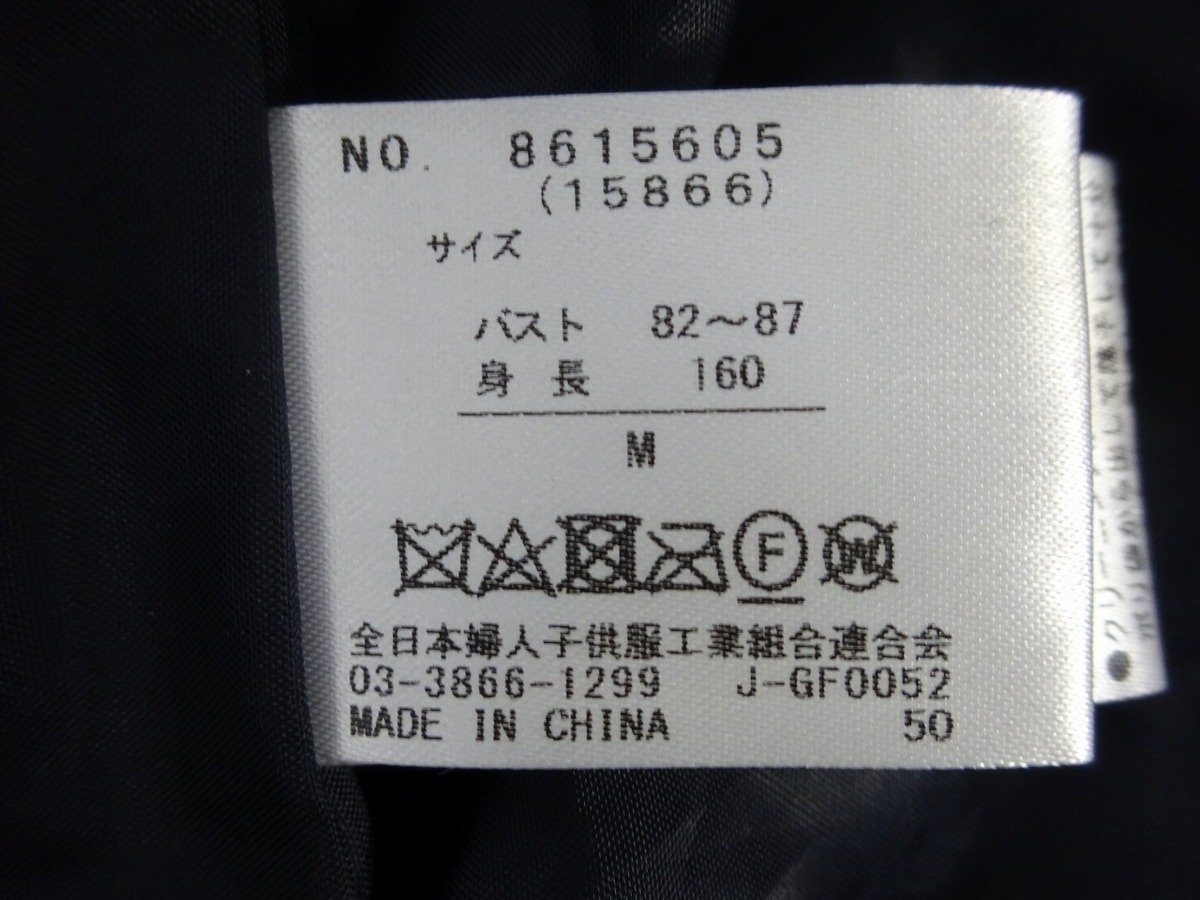 NO. 8615605
(15866)
サイズ
バスト 82～87
身長 160
M
F
W
全日本婦人子供服工業組合連合会
03-3866-1299 J-GF0052
MADE IN CHINA 50